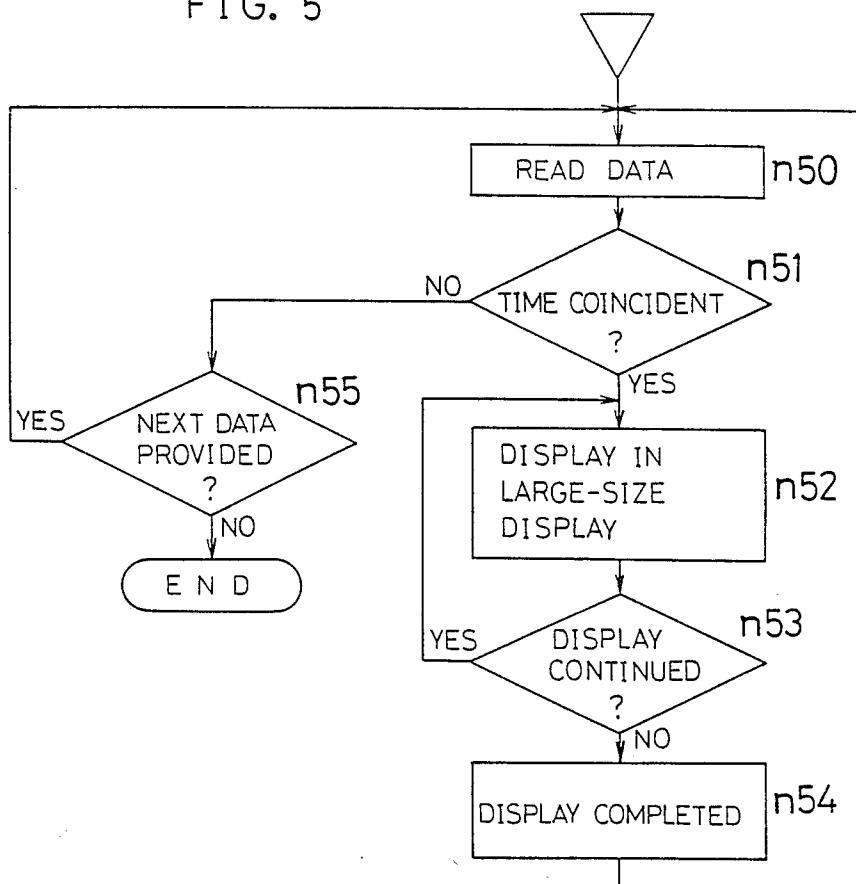 FIG. 5
READ DATA
n50
n51
NO
TIME COINCIDENT
?
YES
n55
YES
NEXT DATA
PROVIDED
?
NO
END
DISPLAY IN
LARGE-SIZE
DISPLAY
n52
n53
YES
DISPLAY
CONTINUED
?
NO
DISPLAY COMPLETED
n54